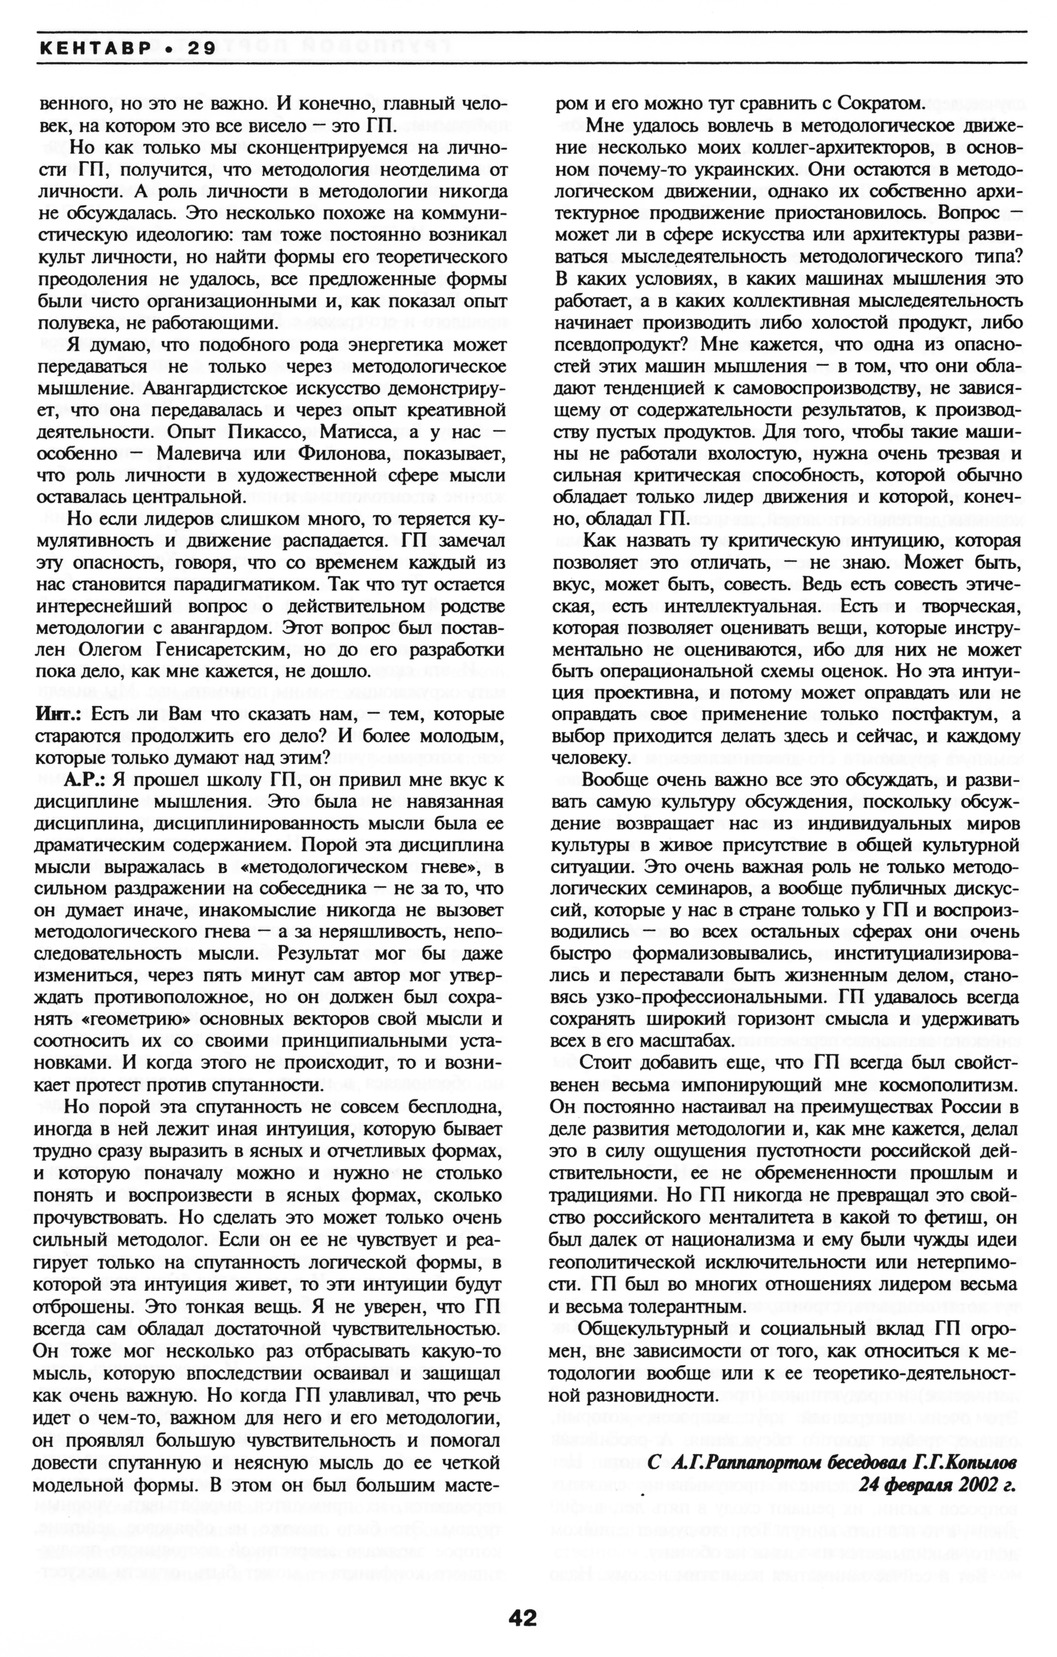 КЕНТАВР • 29
венного, но это не важно. И конечно, главный чело-
век, на котором это все висело — это ГП.
Но как только мы сконцентрируемся на лично-
сти ГП, получится, что методология неотделима от
личности. А роль личности в методологии никогда
не обсуждалась. Это несколько похоже на коммуни-
стическую идеологию: там тоже постоянно возникал
культ личности, но найти формы его теоретического
преодоления не удалось, все предложенные формы
были чисто организационными и, как показал опыт
полувека, не работающими.
Я думаю, что подобного рода энергетика может
передаваться не только через методологическое
мышление. Авангардистское искусство демонстриру-
ет, что она передавалась и через опыт креативной
деятельности. Опыт Пикассо, Матисса, а у нас —
особенно — Малевича или Филонова, показывает,
что роль личности в художественной сфере мысли
оставалась центральной.
Но если лидеров слишком много, то теряется ку-
мулятивность и движение распадается. ГП замечал
эту опасность, говоря, что со временем каждый из
нас становится парадигматиком. Так что тут остается
интереснейший вопрос о действительном родстве
методологии с авангардом. Этот вопрос был постав-
лен Олегом Генисаретским, но до его разработки
пока дело, как мне кажется, не дошло.
Инт.: Есть ли Вам что сказать нам, — тем, которые
стараются продолжить его дело? И более молодым,
которые только думают над этим?
А.Р.: Я прошел школу ГП, он привил мне вкус к
дисциплине мышления. Это была не навязанная
дисциплина, дисциплинированность мысли была ее
драматическим содержанием. Порой эта дисциплина
мысли выражалась в «методологическом гневе», в
сильном раздражении на собеседника — не за то, что
он думает иначе, инакомыслие никогда не вызовет
методологического гнева — а за неряшливость, непо-
следовательность мысли. Результат мог бы даже
измениться, через пять минут сам автор мог утвер-
ждать противоположное, но он должен был сохра-
нять «геометрию» основных векторов свой мысли и
соотносить их со своими принципиальными уста-
новками. И когда этого не происходит, то и возни-
кает протест против спутанности.
Но порой эта спутанность не совсем бесплодна,
иногда в ней лежит иная интуиция, которую бывает
трудно сразу выразить в ясных и отчетливых формах,
и которую поначалу можно и нужно не столько
понять и воспроизвести в ясных формах, сколько
прочувствовать. Но сделать это может только очень
сильный методолог. Если он ее не чувствует и реа-
гирует только на спутанность логической формы, в
которой эта интуиция живет, то эти интуиции будут
отброшены. Это тонкая вещь. Я не уверен, что ГП
всегда сам обладал достаточной чувствительностью.
Он тоже мог несколько раз отбрасывать какую-то
мысль, которую впоследствии осваивал и защищал
как очень важную. Но когда ГП улавливал, что речь
идет о чем-то, важном для него и его методологии,
он проявлял большую чувствительность и помогал
довести спутанную и неясную мысль до ее четкой
модельной формы. В этом он был большим масте-
ром и его можно тут сравнить с Сократом.
Мне удалось вовлечь в методологическое движе-
ние несколько моих коллег-архитекторов, в основ-
ном почему-то украинских. Они остаются в методо-
логическом движении, однако их собственно архи-
тектурное продвижение приостановилось. Вопрос —
может ли в сфере искусства или архитектуры разви-
ваться мыследеятельность методологического типа?
В каких условиях, в каких машинах мышления это
работает, а в каких коллективная мыследеятельность
начинает производить либо холостой продукт, либо
псевдопродукт? Мне кажется, что одна из опасно-
стей этих машин мышления — в том, что они обла-
дают тенденцией к самовоспроизводству, не завися-
щему от содержательности результатов, к производ-
ству пустых продуктов. Для того, чтобы такие маши-
ны не работали вхолостую, нужна очень трезвая и
сильная критическая способность, которой обычно
обладает только лидер движения и которой, конеч-
но, обладал ГП.
Как назвать ту критическую интуицию, которая
позволяет это отличать, — не знаю. Может быть,
вкус, может быть, совесть. Ведь есть совесть этиче-
ская, есть интеллектуальная. Есть и творческая,
которая позволяет оценивать вещи, которые инстру-
ментально не оцениваются, ибо для них не может
быть операциональной схемы оценок. Но эта интуи-
ция проективна, и потому может оправдать или не
оправдать свое применение только постфактум, а
выбор приходится делать здесь и сейчас, и каждому
человеку.
Вообще очень важно все это обсуждать, и разви-
вать самую культуру обсуждения, поскольку обсуж-
дение возвращает нас из индивидуальных миров
культуры в живое присутствие в общей культурной
ситуации. Это очень важная роль не только методо-
логических семинаров, а вообще публичных дискус-
сий, которые у нас в стране только у ГП и воспроиз-
водились — во всех остальных сферах они очень
быстро формализовывались, институциализирова-
лись и переставали быть жизненным делом, стано-
вясь узко-профессиональными. ГП удавалось всегда
сохранять широкий горизонт смысла и удерживать
всех в его масштабах.
Стоит добавить еще, что ГП всегда был свойст-
венен весьма импонирующий мне космополитизм.
Он постоянно настаивал на преимуществах России в
деле развития методологии и, как мне кажется, делал
это в силу ощущения пустотности российской дей-
ствительности, ее не обремененности прошлым и
традициями. Но ГП никогда не превращал это свой-
ство российского менталитета в какой то фетиш, он
был далек от национализма и ему были чужды идеи
геополитической исключительности или нетерпимо-
сти. ГП был во многих отношениях лидером весьма
и весьма толерантным.
Общекультурный и социальный вклад ГП огро-
мен, вне зависимости от того, как относиться к ме-
тодологии вообще или к ее теоретико-деятельност-
ной разновидности.
С А.Г.Раппапортом беседовал Г.Г.Копылов
24 февраля 2002 г.
42